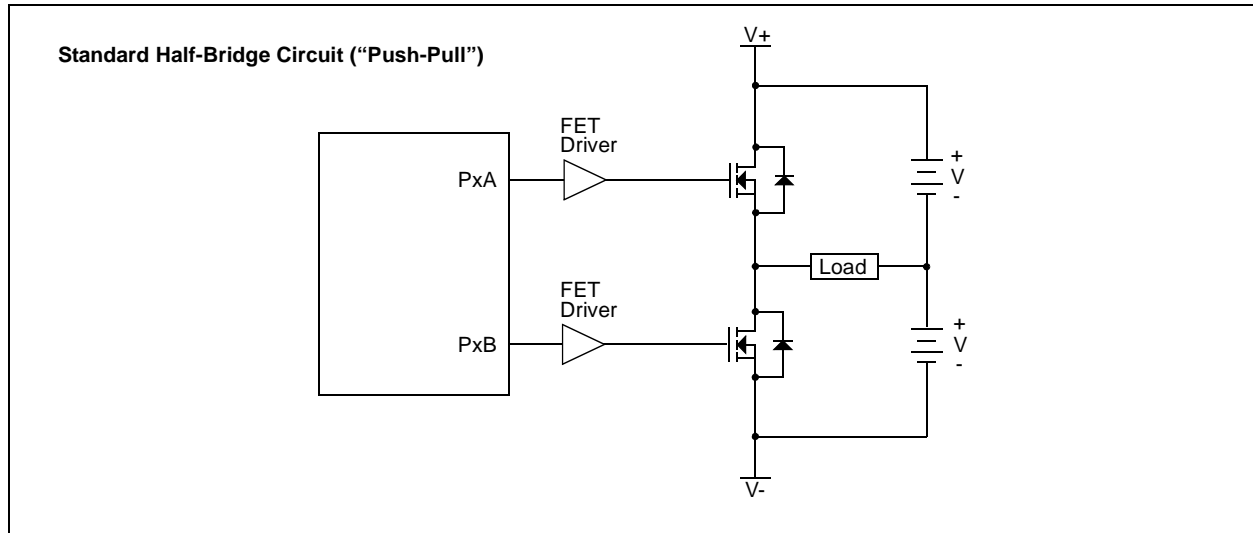 Standard Half-Bridge Circuit (“Push-Pull”)
V+
FET
Driver
PxA
+
V
-
Load
FET
Driver
PxB
+
V
-
V-